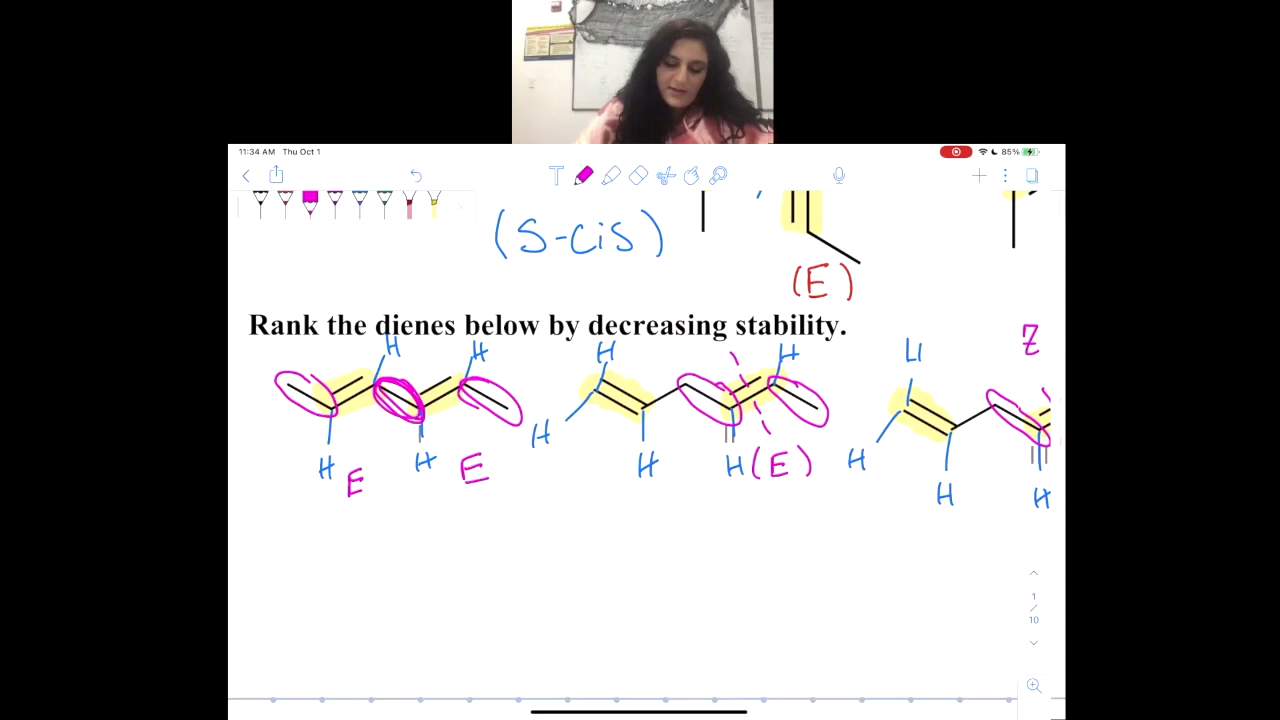 11:34 AM Thu Oct 1
85%
T
(S-cis)
(E)
Rank the dienes below by decreasing stability.
H H H H H Z
H H H H H (E) H H H
E E
1
/
10